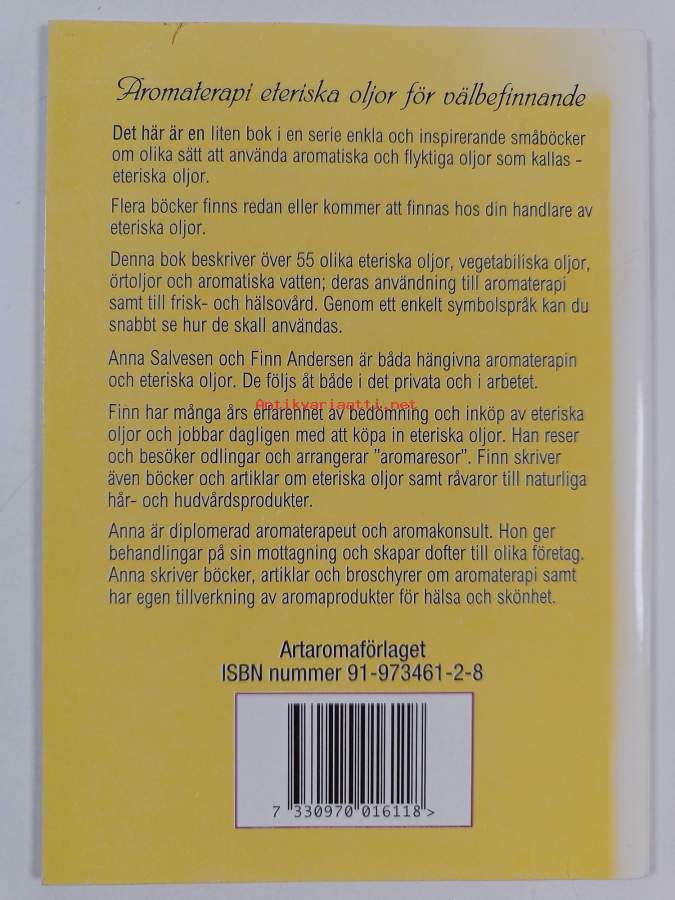 Aromaterapi eteriska oljor för välbefinnande
Det här är en liten bok i en serie enkla och inspirerande småböcker
om olika sätt att använda aromatiska och flyktiga oljor som kallas -
eteriska oljor.
Flera böcker finns redan eller kommer att finnas hos din handlare av
eteriska oljor.
Denna bok beskriver över 55 olika eteriska oljor, vegetabiliska oljor,
örtoljor och aromatiska vatten; deras användning till aromaterapi
samt till frisk- och hälsovård. Genom ett enkelt symbolspråk kan du
snabbt se hur de skall användas.
Anna Salvesen och Finn Andersen är båda hängivna aromaterapin
och eteriska oljor. De följs åt både i det privata och i arbetet.
Antikvariaatti.net
Finn har många års erfarenhet av bedömning och inköp av eteriska
oljor och jobbar dagligen med att köpa in eteriska oljor. Han reser
och besöker odlingar och arrangerar "aromaresor". Finn skriver
även böcker och artiklar om eteriska oljor samt råvaror till naturliga
hår- och hudvårdsprodukter.
Anna är diplomerad aromaterapeut och aromakonsult. Hon ger
behandlingar på sin mottagning och skapar dofter till olika företag.
Anna skriver böcker, artiklar och broschyrer om aromaterapi samt
har egen tillverkning av aromaprodukter för hälsa och skönhet.
Artaromaförlaget
ISBN nummer 91-973461-2-8
7 330970 016118 >